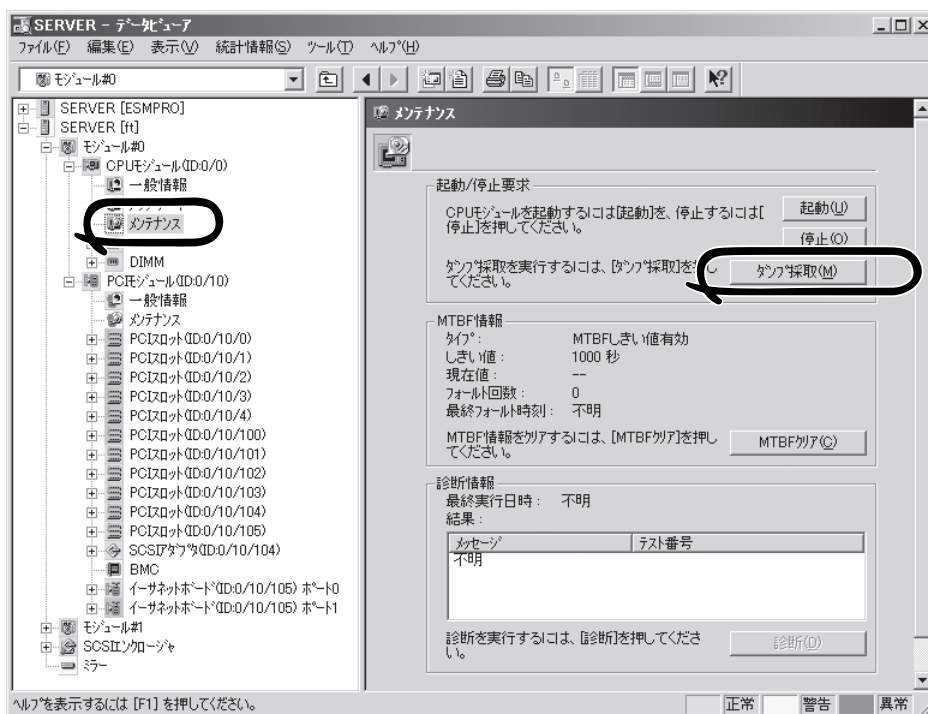 SERVER - ﾃﾞｰﾀﾋﾞｭｰｱ
ファイル(F) 編集(E) 表示(V) 統計情報(S) ツール(T) ﾍﾙﾌﾟ(H)
ﾓｼﾞｭｰﾙ#0
SERVER [ESMPRO]
SERVER [ft]
ﾓｼﾞｭｰﾙ#0
CPUﾓｼﾞｭｰﾙ(ID:0/0)
一般情報
ﾒﾝﾃﾅﾝｽ
DIMM
PCIﾓｼﾞｭｰﾙ(ID:0/10)
一般情報
ﾒﾝﾃﾅﾝｽ
PCIｽﾛｯﾄ(ID:0/10/0)
PCIｽﾛｯﾄ(ID:0/10/1)
PCIｽﾛｯﾄ(ID:0/10/2)
PCIｽﾛｯﾄ(ID:0/10/3)
PCIｽﾛｯﾄ(ID:0/10/4)
PCIｽﾛｯﾄ(ID:0/10/100)
PCIｽﾛｯﾄ(ID:0/10/101)
PCIｽﾛｯﾄ(ID:0/10/102)
PCIｽﾛｯﾄ(ID:0/10/103)
PCIｽﾛｯﾄ(ID:0/10/104)
PCIｽﾛｯﾄ(ID:0/10/105)
SCSIｱﾀﾞﾌﾟﾀ(ID:0/10/104)
BMC
ｲｰｻﾈｯﾄﾎﾞｰﾄﾞ(ID:0/10/105) ﾎﾟｰﾄ0
ｲｰｻﾈｯﾄﾎﾞｰﾄﾞ(ID:0/10/105) ﾎﾟｰﾄ1
ﾓｼﾞｭｰﾙ#1
SCSIｴﾝｸﾛｰｼﾞｬ
ﾐﾗｰ
ﾒﾝﾃﾅﾝｽ
起動/停止要求
CPUﾓｼﾞｭｰﾙを起動するには[起動]を、停止するには[
停止]を押してください。
起動(U)
停止(O)
ﾀﾞﾝﾌﾟ採取を実行するには、[ﾀﾞﾝﾌﾟ採取]を
てください。
ﾀﾞﾝﾌﾟ採取(M)
MTBF情報
ﾀｲﾌﾟ: MTBFしきい値有効
しきい値: 1000 秒
現在値: --
ﾌｫｰﾙﾄ回数: 0
最終ﾌｫｰﾙﾄ時刻: 不明
MTBF情報をｸﾘｱするには、[MTBFｸﾘｱ]を押し
てください。
MTBFｸﾘｱ(C)
診断情報
最終実行日時: 不明
結果:
ﾒｯｾｰｼﾞ ﾃｽﾄ番号
不明
診断を実行するには、[診断]を押してくださ
い。
診断(D)
ﾍﾙﾌﾟを表示するには [F1] を押してください。
正常 警告 異常